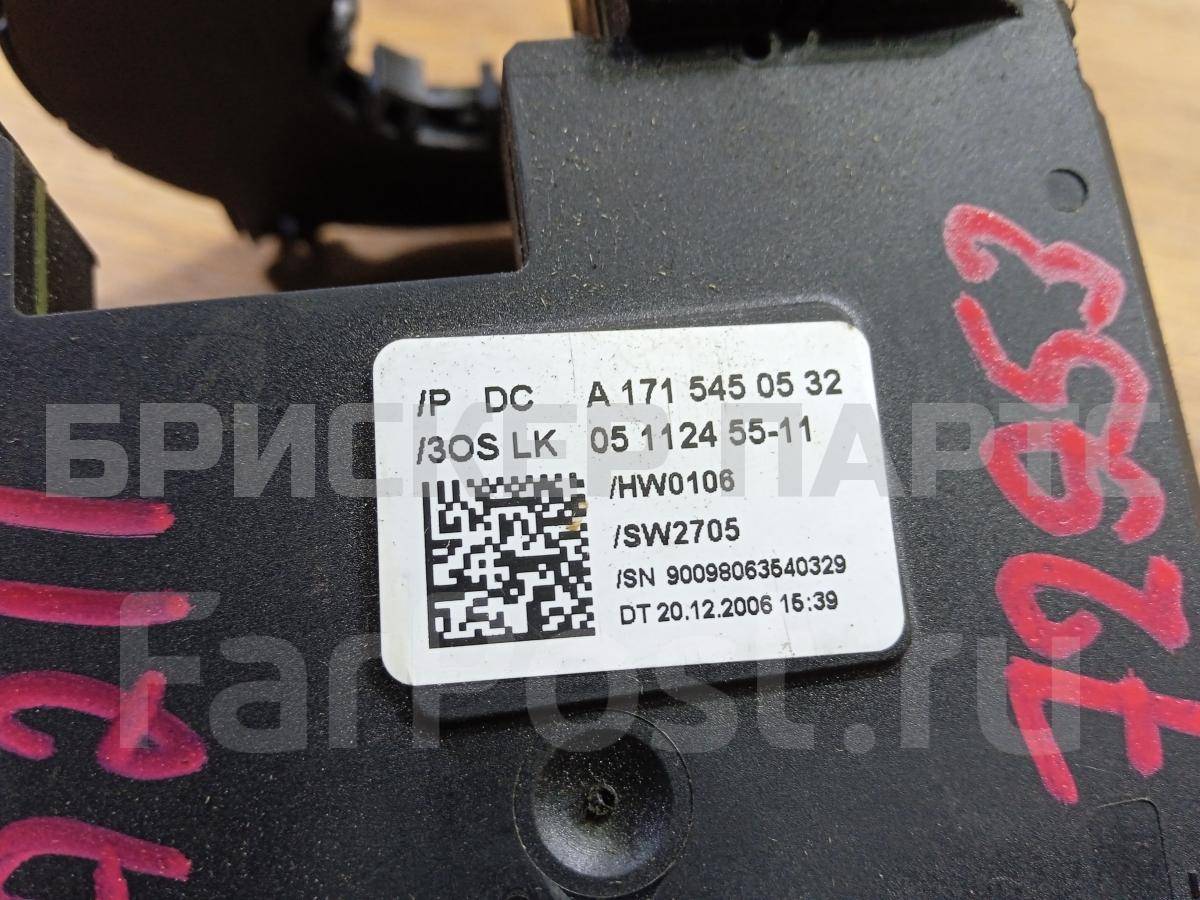 /P DC A 171 545 05 32
/3OS LK 05 1124 55-11
/HW0106
/SW2705
/SN 90098063540329
DT 20.12.2006 15:39
72953
БРИСКЕР ПАРТС
FarPost.ru